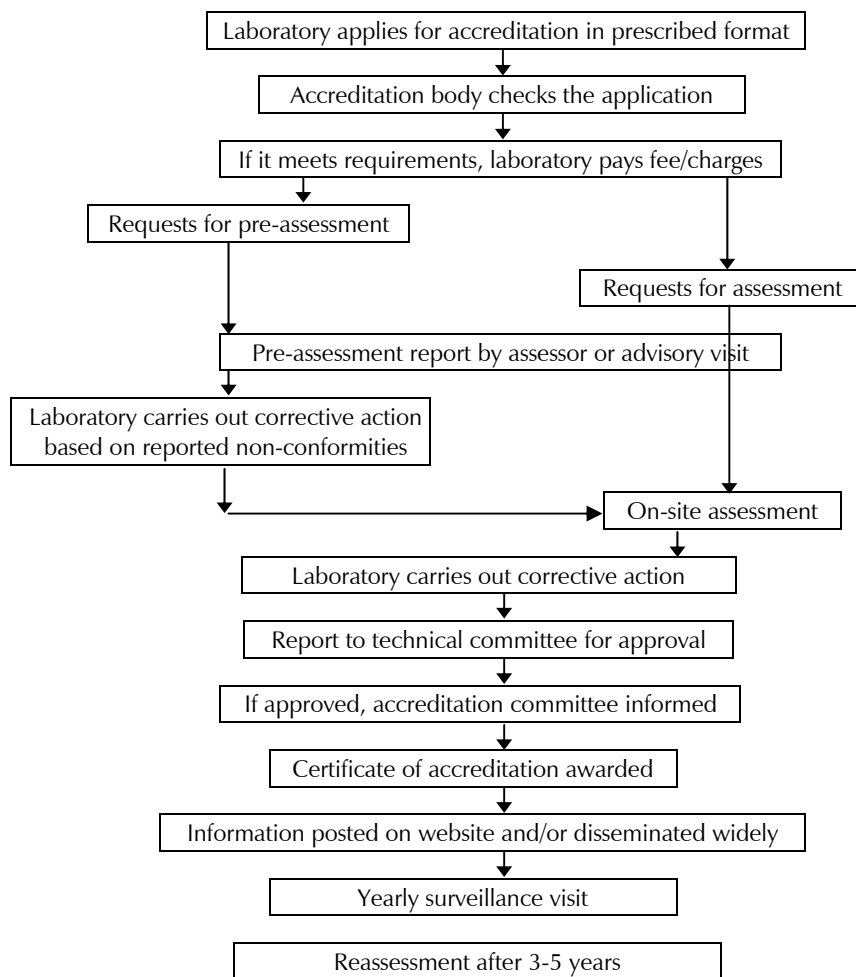 Laboratory applies for accreditation in prescribed format
Accreditation body checks the application
If it meets requirements, laboratory pays fee/charges
Requests for pre-assessment
Requests for assessment
Pre-assessment report by assessor or advisory visit
Laboratory carries out corrective action
based on reported non-conformities
On-site assessment
Laboratory carries out corrective action
Report to technical committee for approval
If approved, accreditation committee informed
Certificate of accreditation awarded
Information posted on website and/or disseminated widely
Yearly surveillance visit
Reassessment after 3-5 years